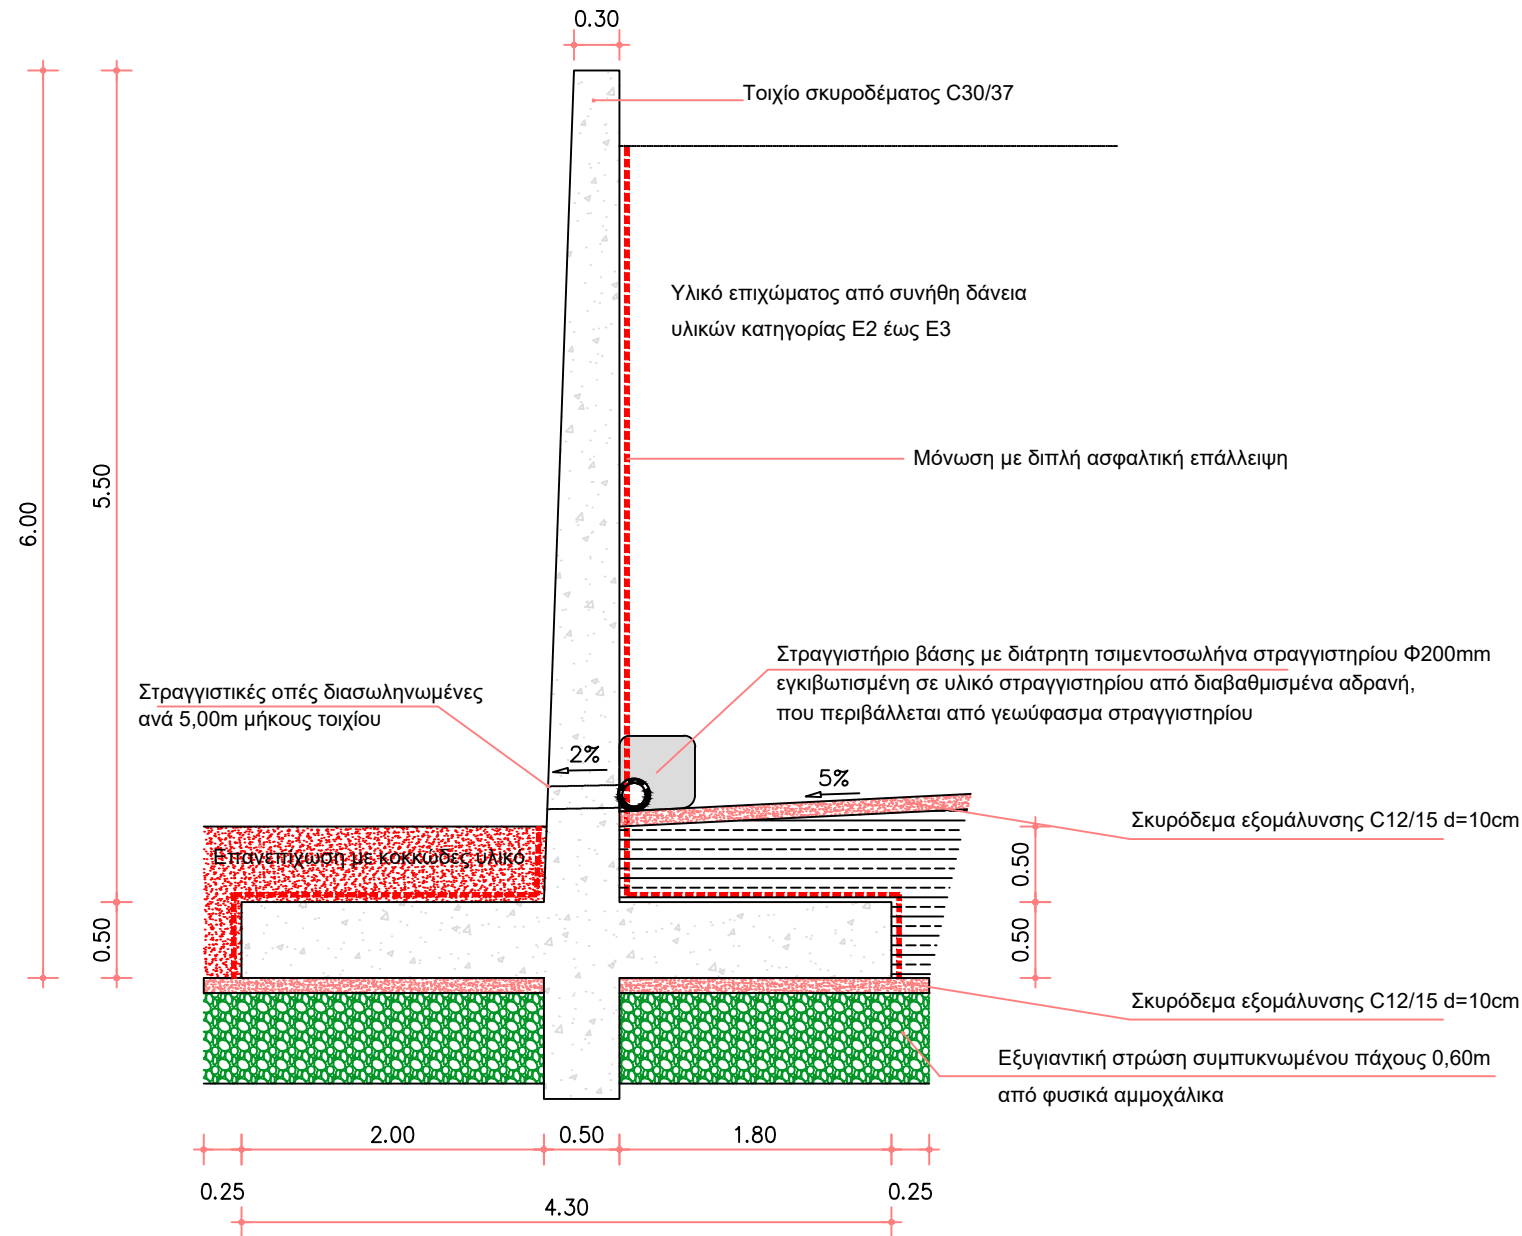 0.30
Τοιχίο σκυροδέματος C30/37
Υλικό επιχώματος από συνήθη δάνεια
υλικών κατηγορίας Ε2 έως Ε3
5.50
6.00
Μόνωση με διπλή ασφαλτική επάλλειψη
Στραγγιστήριο βάσης με διάτρητη τσιμεντοσωλήνα στραγγιστηρίου Φ200mm
εγκιβωτισμένη σε υλικό στραγγιστηρίου από διαβαθμισμένα αδρανή,
που περιβάλλεται από γεωύφασμα στραγγιστηρίου
Στραγγιστικές οπές διασωληνωμένες
ανά 5,00m μήκους τοιχίου
2%
5%
Σκυρόδεμα εξομάλυνσης C12/15 d=10cm
Επανεπίχωση με κοκκώδες υλικό
0.50
0.50
0.50
Σκυρόδεμα εξομάλυνσης C12/15 d=10cm
Εξυγιαντική στρώση συμπυκνωμένου πάχους 0,60m
από φυσικά αμμοχάλικα
2.00
0.50
1.80
0.25
0.25
4.30